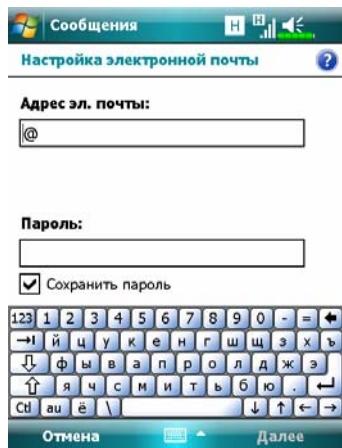 Сообщения H H
Настройка электронной почты ?
Адрес эл. почты:
@
Пароль:
Сохранить пароль
123 1 2 3 4 5 6 7 8 9 0 - =
й ц у к е н г ш щ з х ъ
ф ы в а п р о л д ж э
я ч с м и т ь б ю .
Ctl au ё \
Отмена Далее